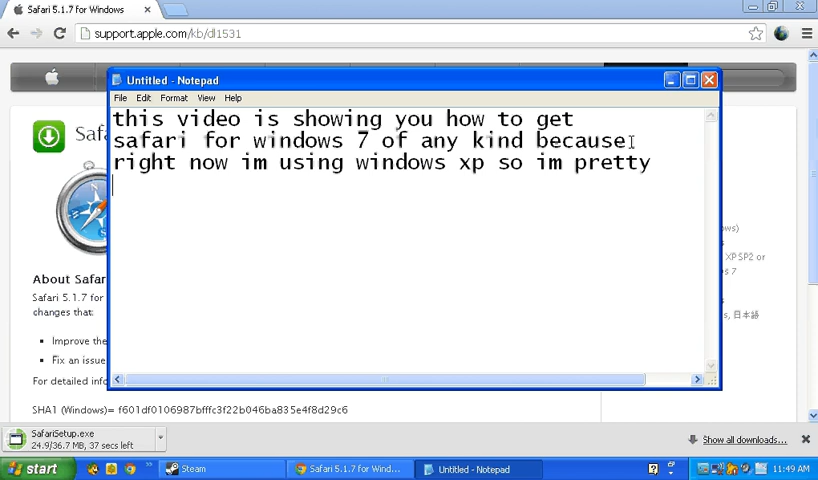 Safari 5.1.7 for Windows
support.apple.com/kb/dl1531
Untitled - Notepad
File Edit Format View Help
this video is showing you how to get
safari for windows 7 of any kind because
right now im using windows xp so im pretty
Safa
ws)
XP SP2 or
s 7
s, 日本語
About Safar
Safari 5.1.7 for
changes that:
Improve the
Fix an issue
For detailed info
SHA1 (Windows)= f601df0106987bfffc3f22b046ba835e4f8d29c6
SafariSetup.exe
24.9/36.7 MB, 37 secs left
Show all downloads...
start
Steam
Safari 5.1.7 for Wind...
Untitled - Notepad
11:49 AM